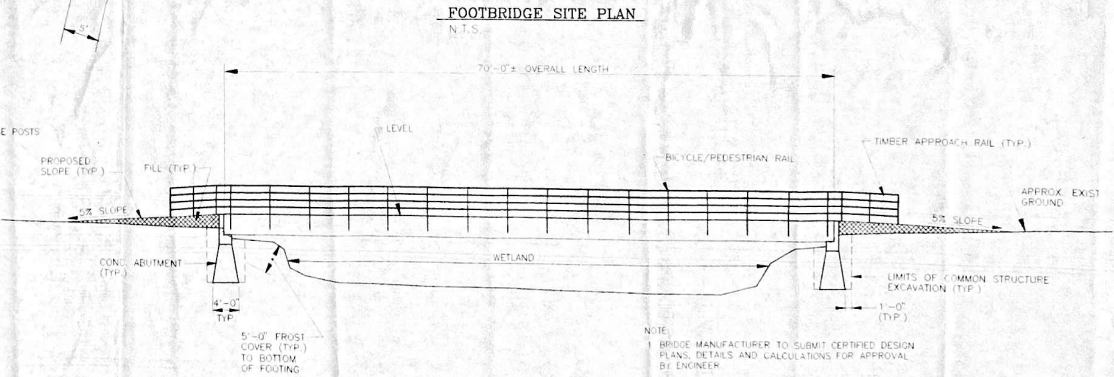 FOOTBRIDGE SITE PLAN
N.T.S.
5'
70'-0"± OVERALL LENGTH
E POSTS
LEVEL
TIMBER APPROACH RAIL (TYP.)
PROPOSED
SLOPE (TYP.)
FILL (TYP.)
BICYCLE/PEDESTRIAN RAIL
APPROX. EXIST
GROUND
5% SLOPE
5% SLOPE
WETLAND
CONC. ABUTMENT
(TYP.)
LIMITS OF COMMON STRUCTURE
EXCAVATION (TYP.)
4'-0"
TYP.
1'-0"
(TYP.)
5'-0" FROST
COVER (TYP.)
TO BOTTOM
OF FOOTING
NOTE:
1. BRIDGE MANUFACTURER TO SUBMIT CERTIFIED DESIGN
PLANS, DETAILS AND CALCULATIONS FOR APPROVAL
BY ENGINEER.